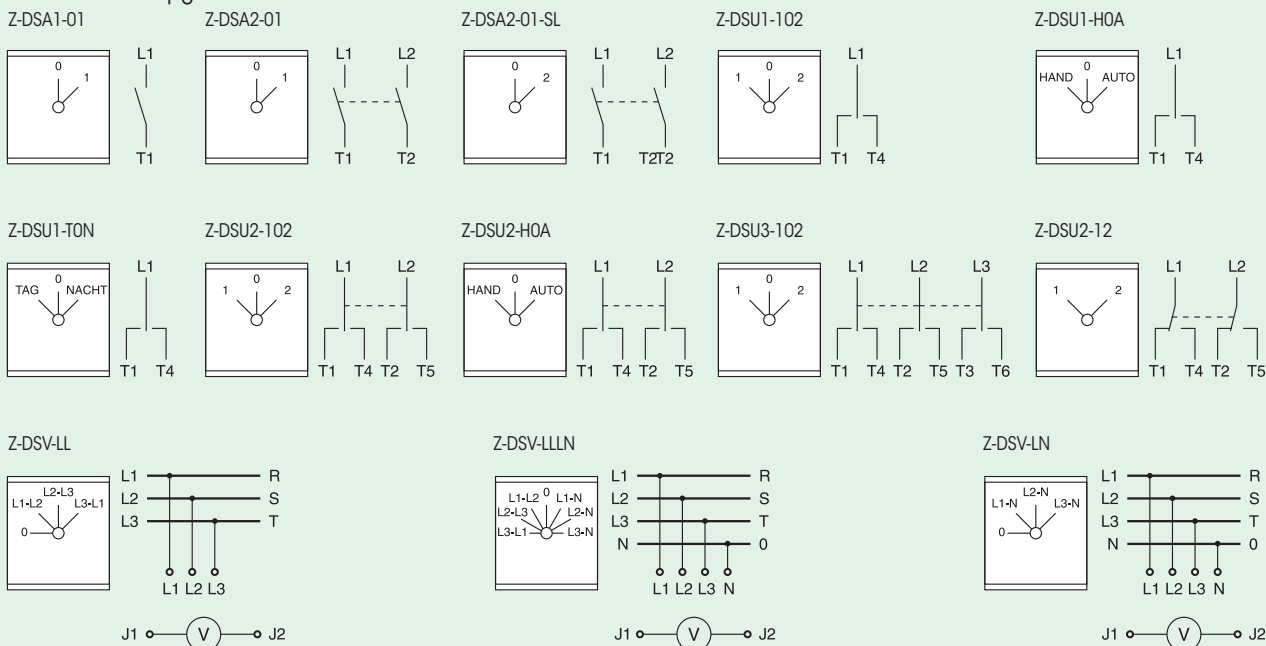 Z-DSA1-01 Z-DSA2-01 Z-DSA2-01-SL Z-DSU1-102 Z-DSU1-H0A
L1 L1 L2 L1 L2 L1 L1
0 0 0 0 0
1 1 2 1 2 HAND AUTO
T1 T1 T2 T1 T2T2 T1 T4 T1 T4
Z-DSU1-T0N Z-DSU2-102 Z-DSU2-H0A Z-DSU3-102 Z-DSU2-12
L1 L1 L2 L1 L2 L1 L2 L3 L1 L2
0 0 0 0
TAG NACHT 1 2 HAND AUTO 1 2 1 2
T1 T4 T1 T4 T2 T5 T1 T4 T2 T5 T1 T4 T2 T5 T3 T6 T1 T4 T2 T5
Z-DSV-LL Z-DSV-LLLN Z-DSV-LN
L1 R L1 R L1 R
L2-L3 L2 S L1-L2 0 L1-N L2 S L2-N L2 S
L1-L2 L3-L1 L2-L3 L2-N L1-N L3-N
L3 T L3 T L3 T
0 L3-L1 L3-N N 0 0 N 0
L1 L2 L3 L1 L2 L3 N L1 L2 L3 N
J1 V J2 J1 V J2 J1 V J2